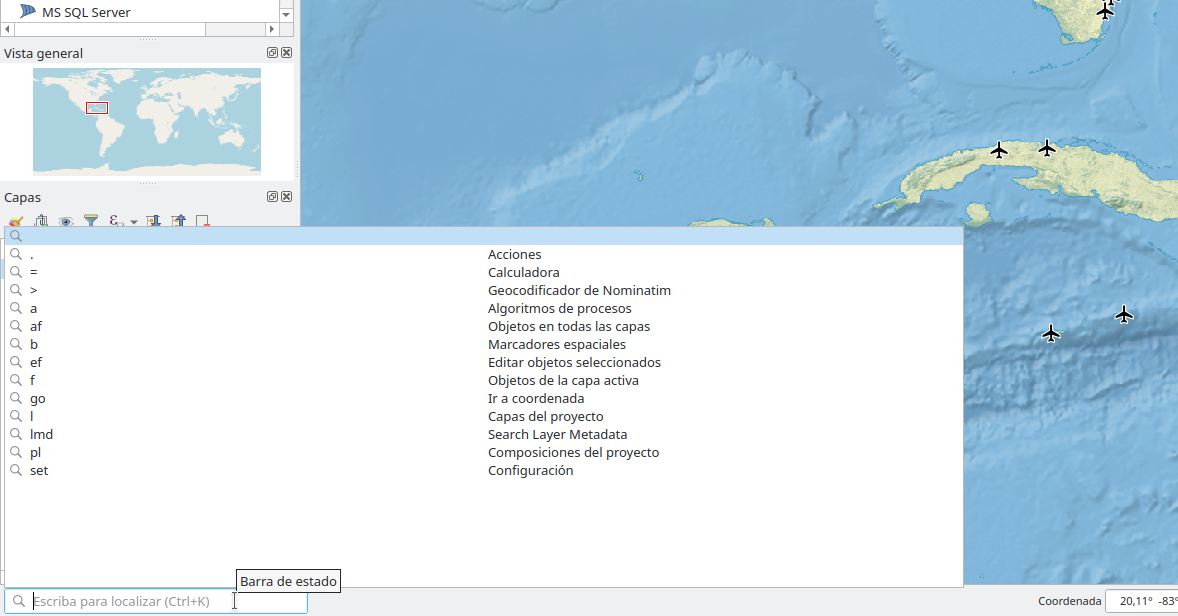 MS SQL Server
Vista general
Capas
. Acciones
= Calculadora
> Geocodificador de Nominatim
a Algoritmos de procesos
af Objetos en todas las capas
b Marcadores espaciales
ef Editar objetos seleccionados
f Objetos de la capa activa
go Ir a coordenada
l Capas del proyecto
lmd Search Layer Metadata
pl Composiciones del proyecto
set Configuración
Barra de estado
Escriba para localizar (Ctrl+K)
Coordenada 20,11° -83°